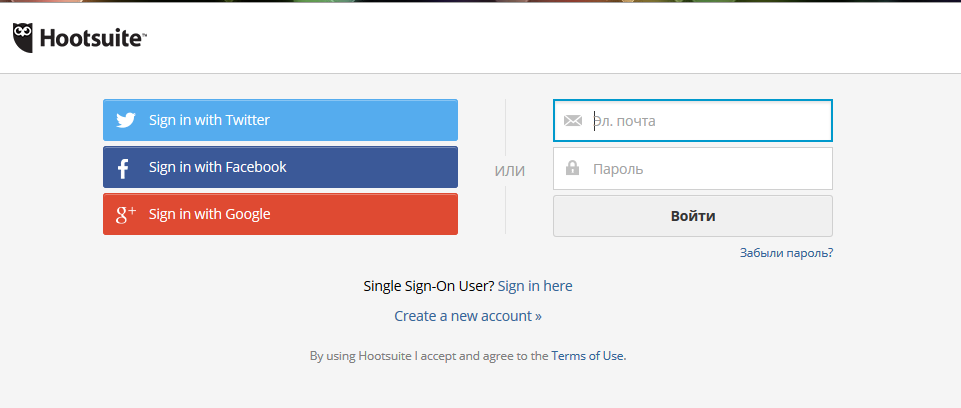 Hootsuite™
Sign in with Twitter
Sign in with Facebook
Sign in with Google
ИЛИ
Эл. почта
Пароль
Войти
Забыли пароль?
Single Sign-On User? Sign in here
Create a new account »
By using Hootsuite I accept and agree to the Terms of Use.